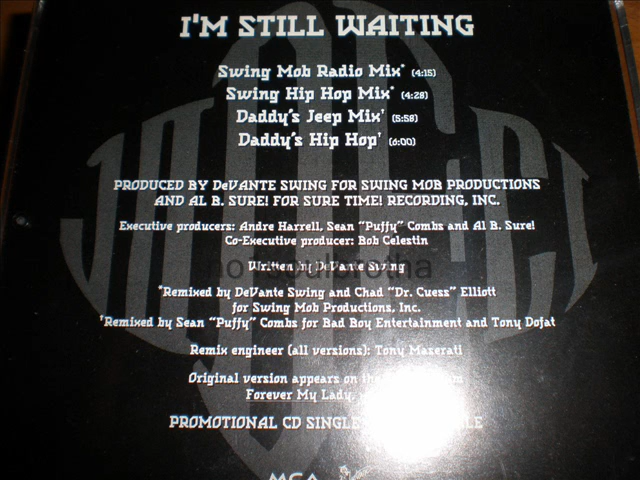 I'M STILL WAITING
Swing Mob Radio Mix* (4:15)
Swing Hip Hop Mix* (4:28)
Daddy's Jeep Mix† (5:58)
Daddy's Hip Hop† (6:00)
PRODUCED BY DeVANTE SWING FOR SWING MOB PRODUCTIONS
AND AL B. SURE! FOR SURE TIME! RECORDING, INC.
Executive producers: Andre Harrell, Sean "Puffy" Combs and Al B. Sure!
Co-Executive producer: Bob Celestin
Written by DeVante Swing
*Remixed by DeVante Swing and Chad "Dr. Cuess" Elliott
for Swing Mob Productions, Inc.
†Remixed by Sean "Puffy" Combs for Bad Boy Entertainment and Tony Dofat
Remix engineer (all versions): Tony Maserati
Original version appears on
Forever My Lady,
PROMOTIONAL CD SINGLE
MCA
JODECI